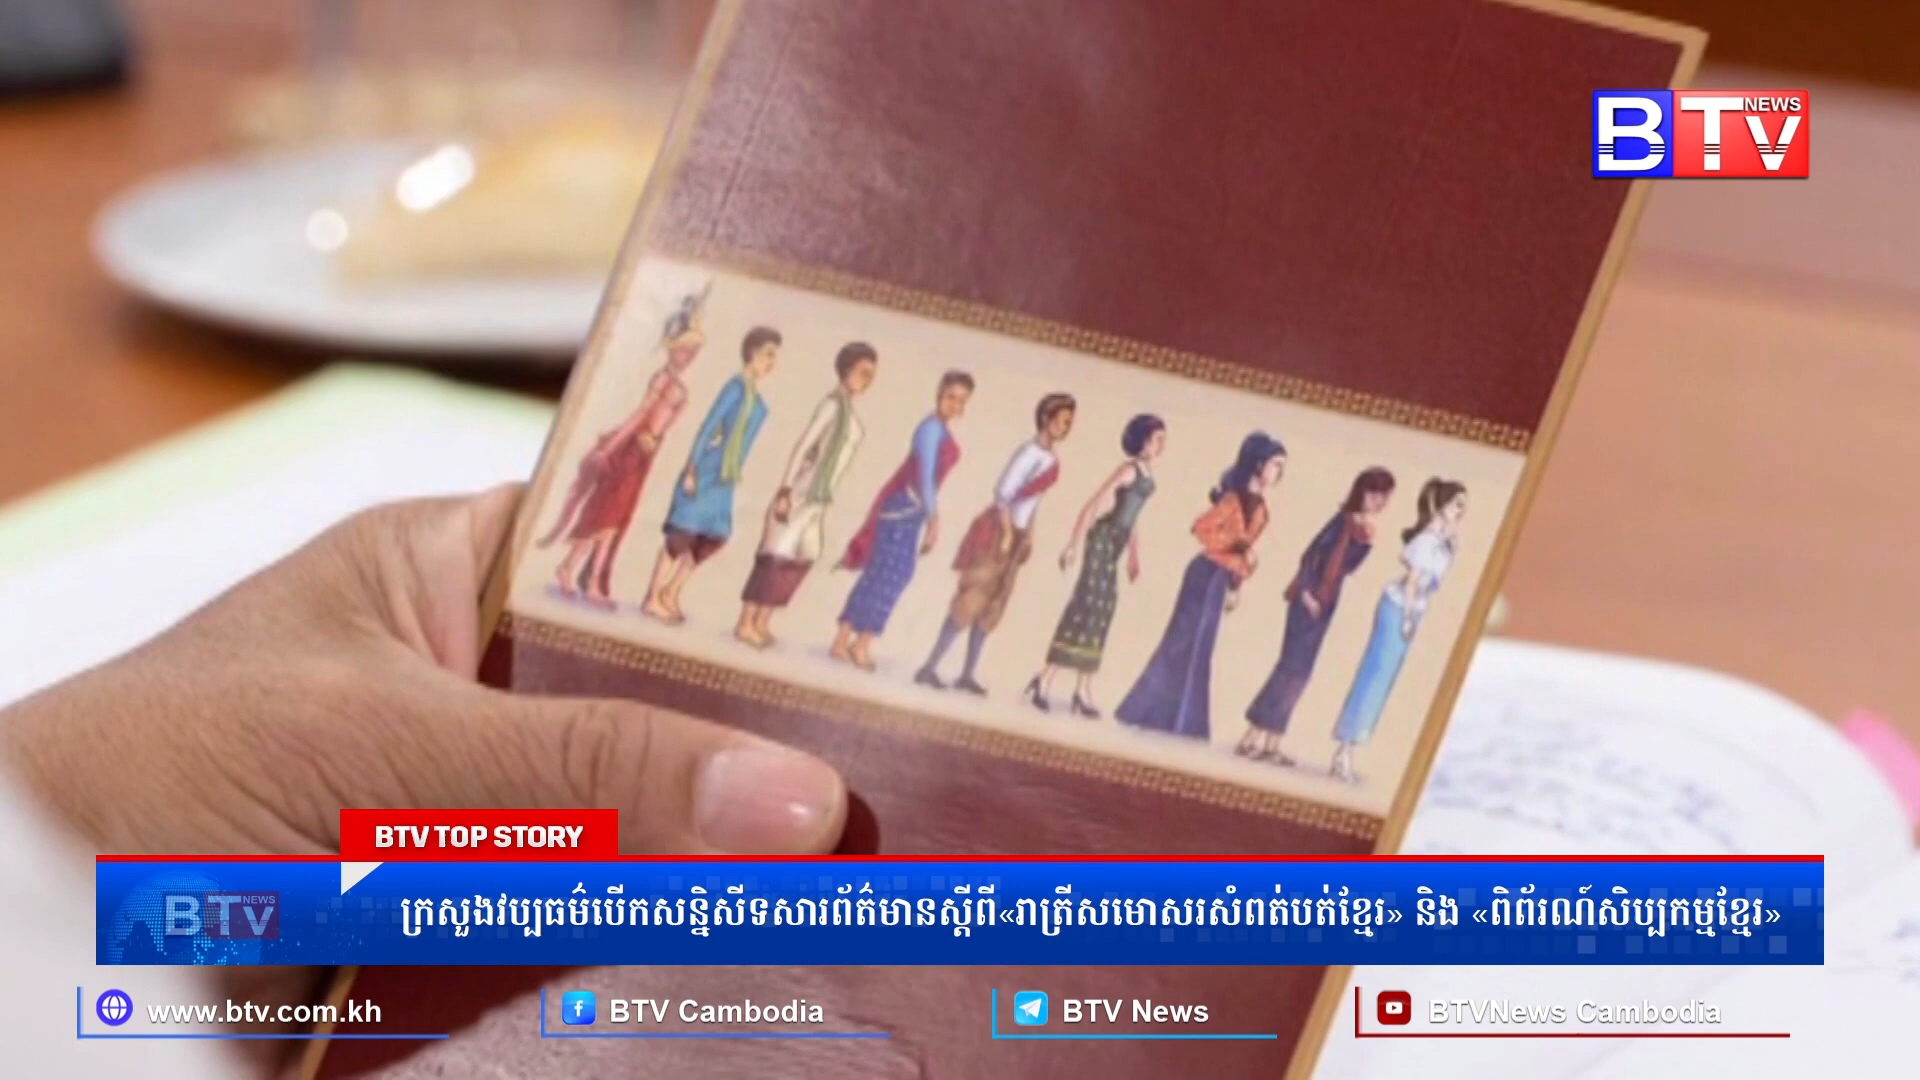 BTV NEWS
BTV TOP STORY
BTV NEWS
ក្រសួងវប្បធម៌បើកសន្និសីទសារព័ត៌មានស្តីពី«រាត្រីសមោសរសំពត់បត់ខ្មែរ» និង «ពិព័រណ៍សិប្បកម្មខ្មែរ»
www.btv.com.kh
BTV Cambodia
BTV News
BTVNews Cambodia